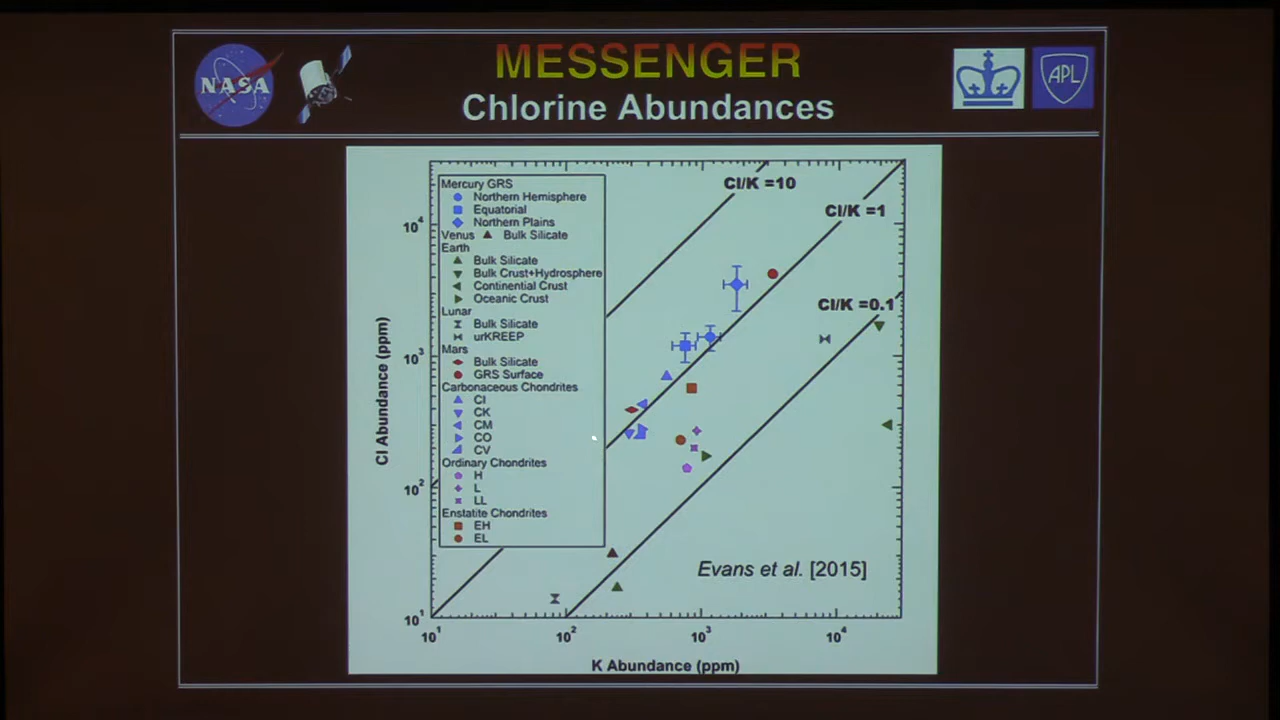 NASA
MESSENGER
APL
Chlorine Abundances
Cl/K =10
Cl/K =1
Cl/K =0.1
Mercury GRS
Northern Hemisphere
Equatorial
Northern Plains
Venus Bulk Silicate
Earth
Bulk Silicate
Bulk Crust+Hydrosphere
Continential Crust
Oceanic Crust
Lunar
Bulk Silicate
urKREEP
Mars
Bulk Silicate
GRS Surface
Carbonaceous Chondrites
CI
CK
CM
CO
CV
Ordinary Chondrites
H
L
LL
Enstatite Chondrites
EH
EL
Evans et al. [2015]
Cl Abundance (ppm)
10⁴
10³
10²
10¹
10¹ 10² 10³ 10⁴
K Abundance (ppm)